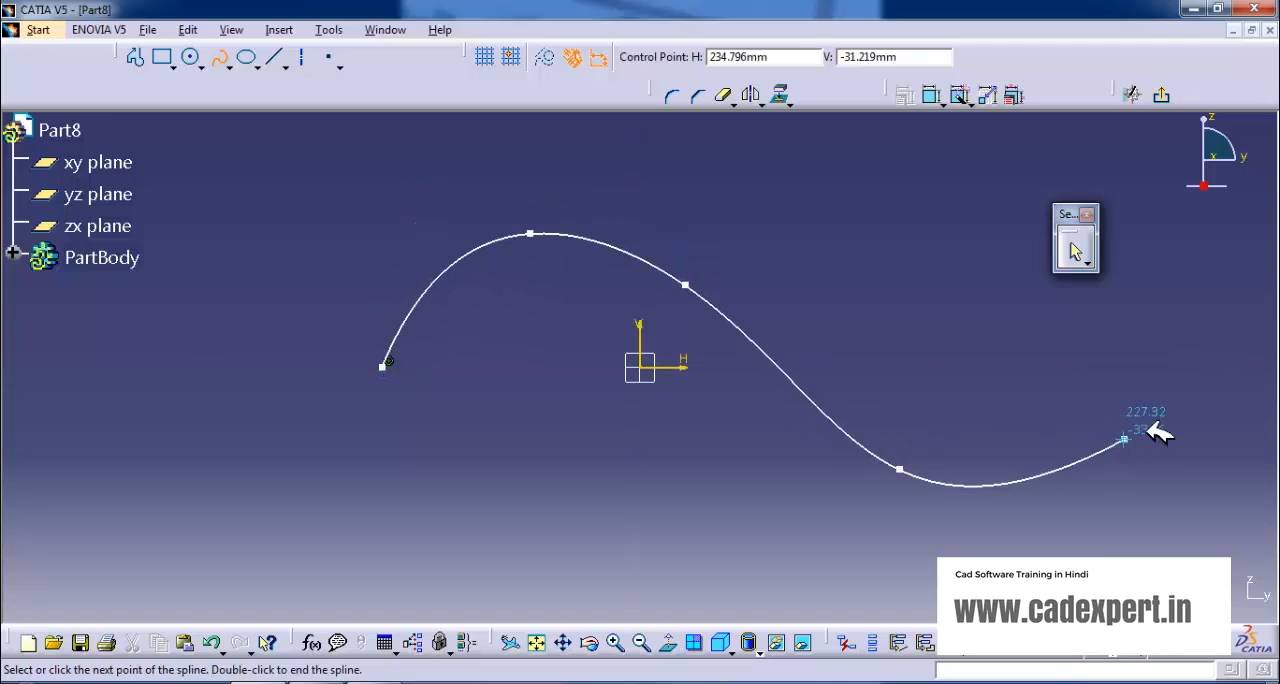 CATIA V5 - [Part8]
Start ENOVIA V5 File Edit View Insert Tools Window Help
Control Point: H: 234.796mm V: -31.219mm
Part8
xy plane
yz plane
zx plane
PartBody
z
x y
Se...
V
H
227.32
Cad Software Training in Hindi
www.cadexpert.in
z
y
f(x)
CATIA
Select or click the next point of the spline. Double-click to end the spline.